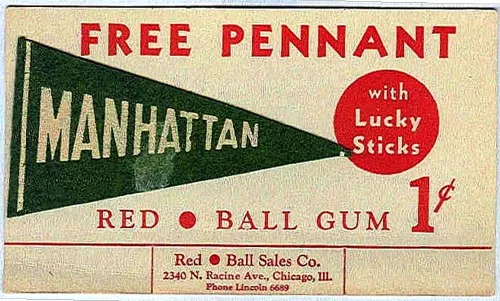 FREE PENNANT
MANHATTAN
with
Lucky
Sticks
RED ● BALL GUM 1¢
Red ● Ball Sales Co.
2340 N. Racine Ave., Chicago, Ill.
Phone Lincoln 6689